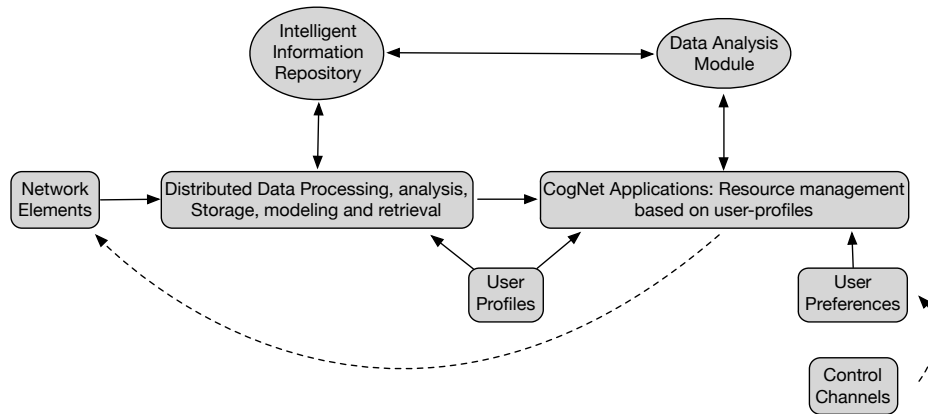 Intelligent
Information
Repository
Data Analysis
Module
Network
Elements
Distributed Data Processing, analysis,
Storage, modeling and retrieval
CogNet Applications: Resource management
based on user-profiles
User
Profiles
User
Preferences
Control
Channels